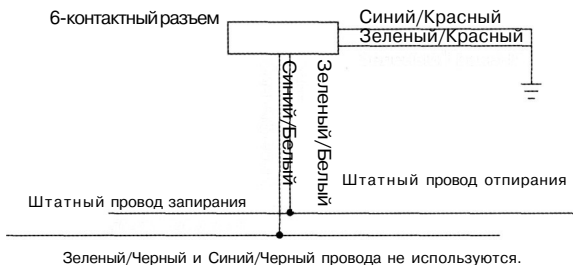 6-контактный разъем
Синий/Красный
Зеленый/Красный
Синий/Белый
Зеленый/Белый
Штатный провод отпирания
Штатный провод запирания
Зеленый/Черный и Синий/Черный провода не используются.